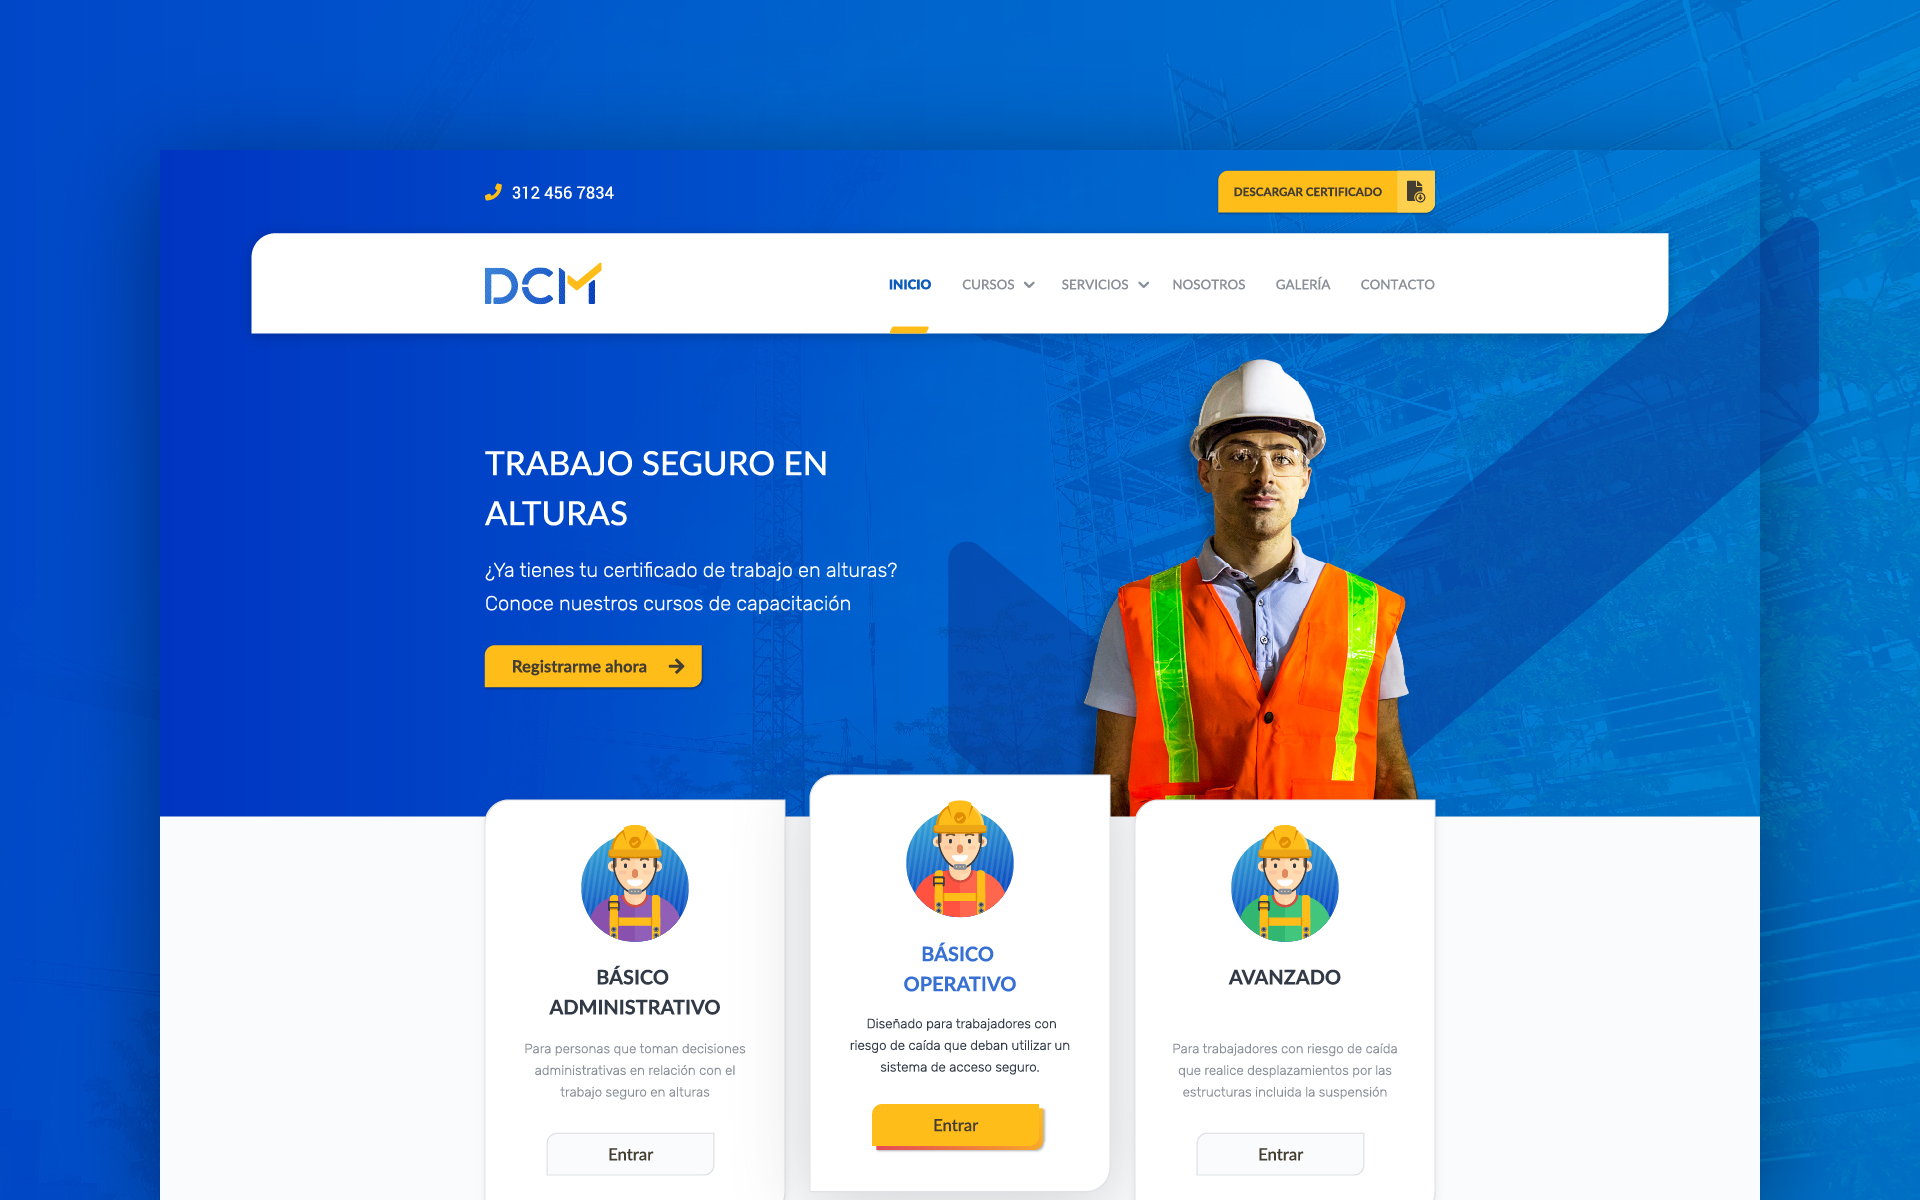 312 456 7834
DESCARGAR CERTIFICADO
DCM
INICIO
CURSOS
SERVICIOS
NOSOTROS
GALERÍA
CONTACTO
TRABAJO SEGURO EN
ALTURAS
¿Ya tienes tu certificado de trabajo en alturas?
Conoce nuestros cursos de capacitación
Registrarme ahora
BÁSICO
ADMINISTRATIVO
Para personas que toman decisiones
administrativas en relación con el
trabajo seguro en alturas
Entrar
BÁSICO
OPERATIVO
Diseñado para trabajadores con
riesgo de caída que deban utilizar un
sistema de acceso seguro.
Entrar
AVANZADO
Para trabajadores con riesgo de caída
que realice desplazamientos por las
estructuras incluida la suspensión
Entrar